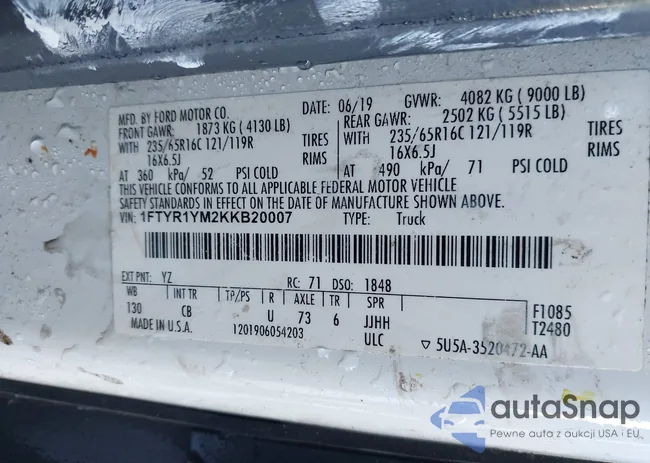 MFD. BY FORD MOTOR CO. DATE: 06/19 GVWR: 4082 KG ( 9000 LB)
FRONT GAWR: 1873 KG ( 4130 LB) REAR GAWR: 2502 KG ( 5515 LB)
WITH 235/65R16C 121/119R TIRES WITH 235/65R16C 121/119R TIRES
16X6.5J RIMS 16X6.5J RIMS
AT 360 kPa/ 52 PSI COLD AT 490 kPa/ 71 PSI COLD
THIS VEHICLE CONFORMS TO ALL APPLICABLE FEDERAL MOTOR VEHICLE
SAFETY STANDARDS IN EFFECT ON THE DATE OF MANUFACTURE SHOWN ABOVE.
VIN: 1FTYR1YM2KKB20007 TYPE: Truck
EXT PNT: YZ RC: 71 DSO: 1848
WB INT TR TP/PS R AXLE TR SPR F1085
130 CB U 73 6 JJHH T2480
MADE IN U.S.A. 1201906054203 ULC ▽ 5U5A-3520472-AA
autoSnap
Pewne auta z aukcji USA i EU